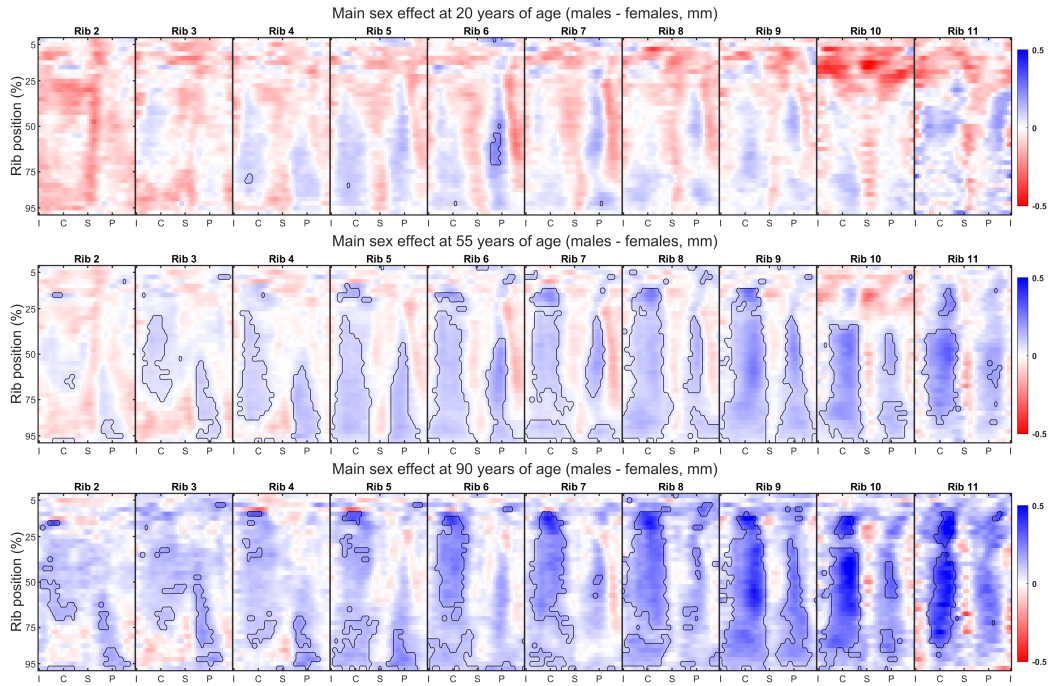 Main sex effect at 20 years of age (males - females, mm)
Rib 2 Rib 3 Rib 4 Rib 5 Rib 6 Rib 7 Rib 8 Rib 9 Rib 10 Rib 11
Rib position (%)
5
25
50
75
95
I C S P I C S P I C S P I C S P I C S P I C S P I C S P I C S P I C S P I C S P I
0.5
0
-0.5
Main sex effect at 55 years of age (males - females, mm)
Rib 2 Rib 3 Rib 4 Rib 5 Rib 6 Rib 7 Rib 8 Rib 9 Rib 10 Rib 11
Rib position (%)
5
25
50
75
95
I C S P I C S P I C S P I C S P I C S P I C S P I C S P I C S P I C S P I C S P I
0.5
0
-0.5
Main sex effect at 90 years of age (males - females, mm)
Rib 2 Rib 3 Rib 4 Rib 5 Rib 6 Rib 7 Rib 8 Rib 9 Rib 10 Rib 11
Rib position (%)
5
25
50
75
95
I C S P I C S P I C S P I C S P I C S P I C S P I C S P I C S P I C S P I C S P I
0.5
0
-0.5